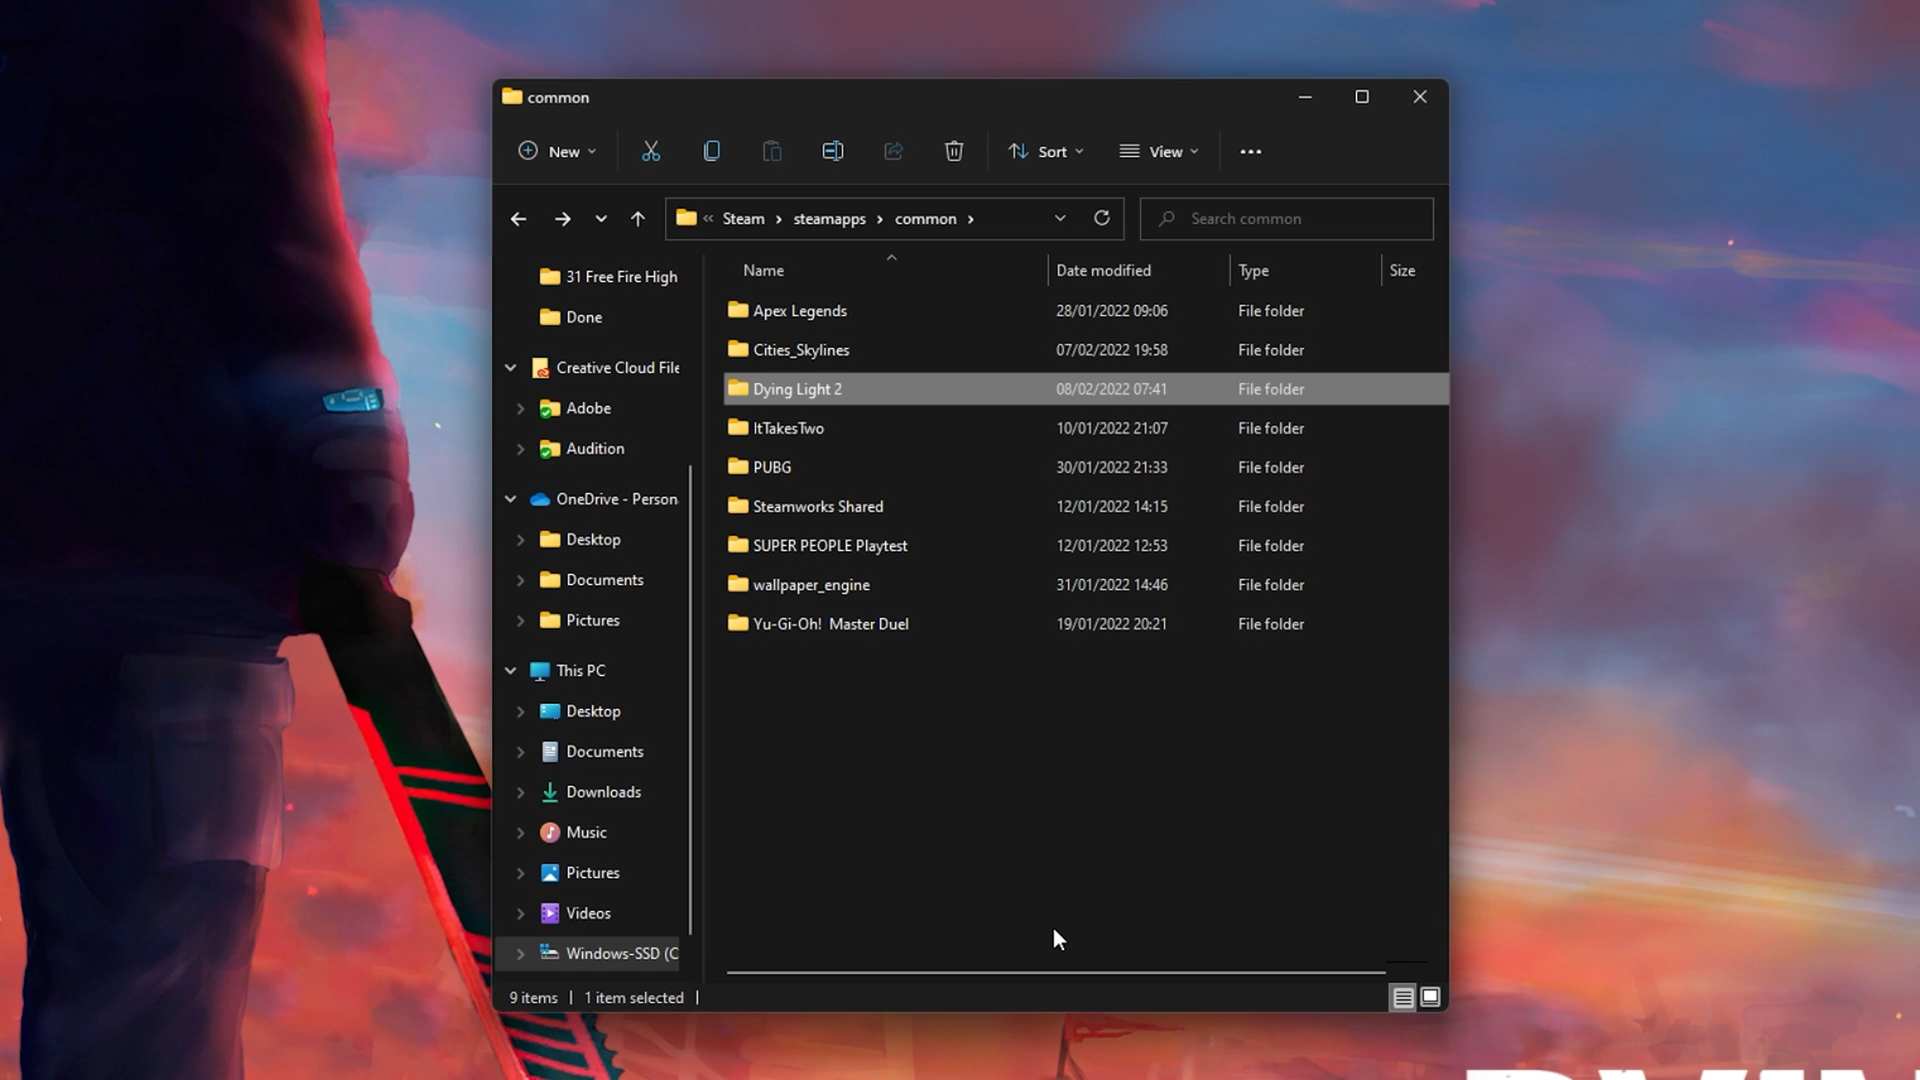 common
New
Sort
View
« Steam > steamapps > common >
Search common
31 Free Fire High
Done
Creative Cloud File
Adobe
Audition
OneDrive - Person
Desktop
Documents
Pictures
This PC
Desktop
Documents
Downloads
Music
Pictures
Videos
Windows-SSD (C
Name Date modified Type Size
Apex Legends 28/01/2022 09:06 File folder
Cities_Skylines 07/02/2022 19:58 File folder
Dying Light 2 08/02/2022 07:41 File folder
ItTakesTwo 10/01/2022 21:07 File folder
PUBG 30/01/2022 21:33 File folder
Steamworks Shared 12/01/2022 14:15 File folder
SUPER PEOPLE Playtest 12/01/2022 12:53 File folder
wallpaper_engine 31/01/2022 14:46 File folder
Yu-Gi-Oh! Master Duel 19/01/2022 20:21 File folder
9 items | 1 item selected |